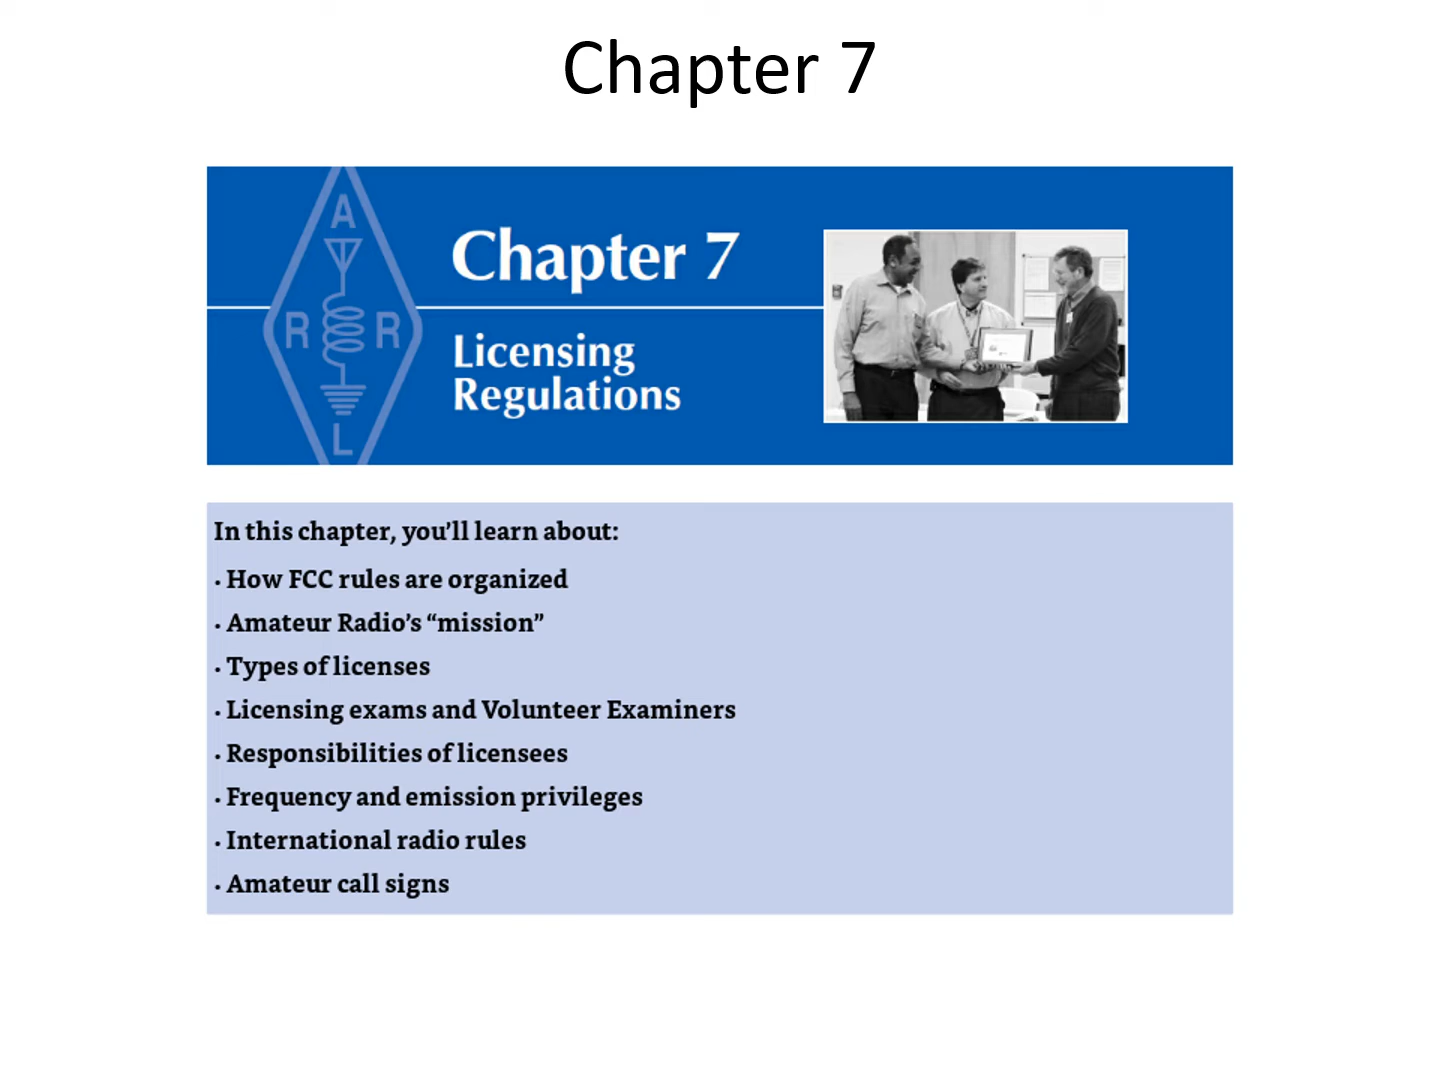 Chapter 7
A
R R
L
Chapter 7
Licensing
Regulations
In this chapter, you’ll learn about:
· How FCC rules are organized
· Amateur Radio’s “mission”
· Types of licenses
· Licensing exams and Volunteer Examiners
· Responsibilities of licensees
· Frequency and emission privileges
· International radio rules
· Amateur call signs